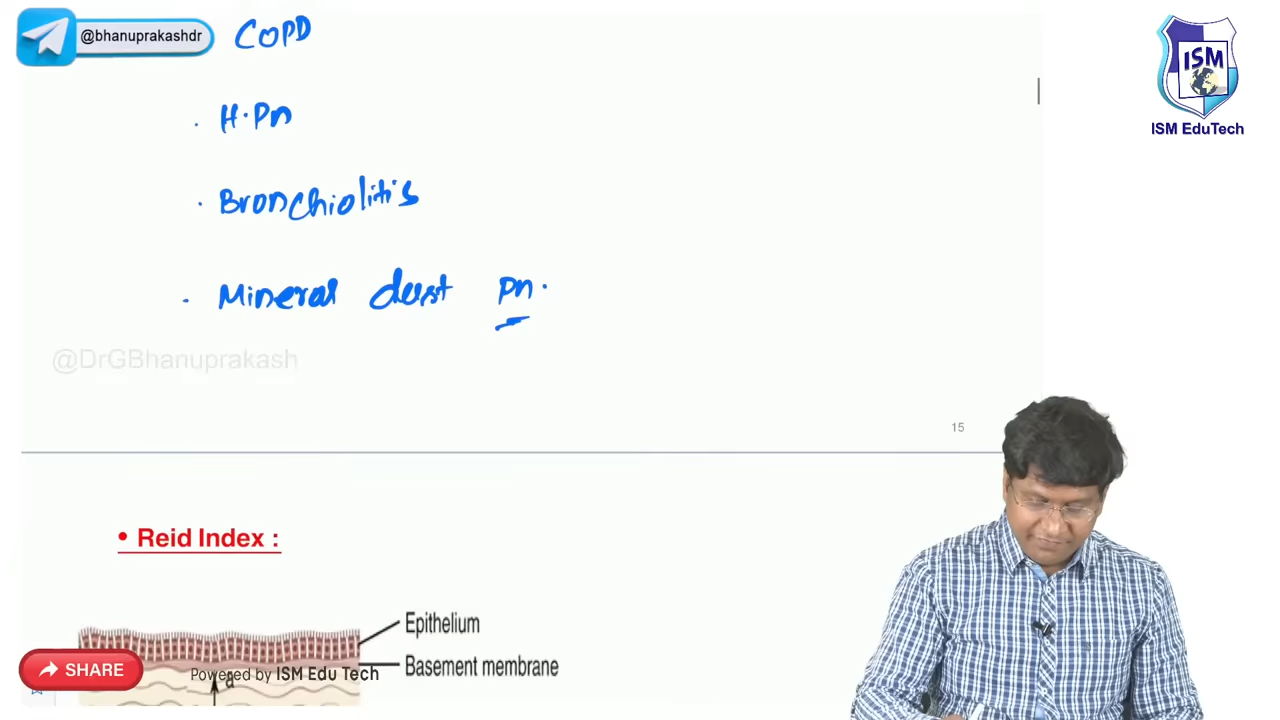 @bhanuprakashdr
COPD
ISM
ISM EduTech
. H.Pn
. Bronchiolitis
. Mineral dust Pn.
@DrGBhanuprakash
15
• Reid Index :
Epithelium
SHARE
Powered by ISM Edu Tech
Basement membrane
a